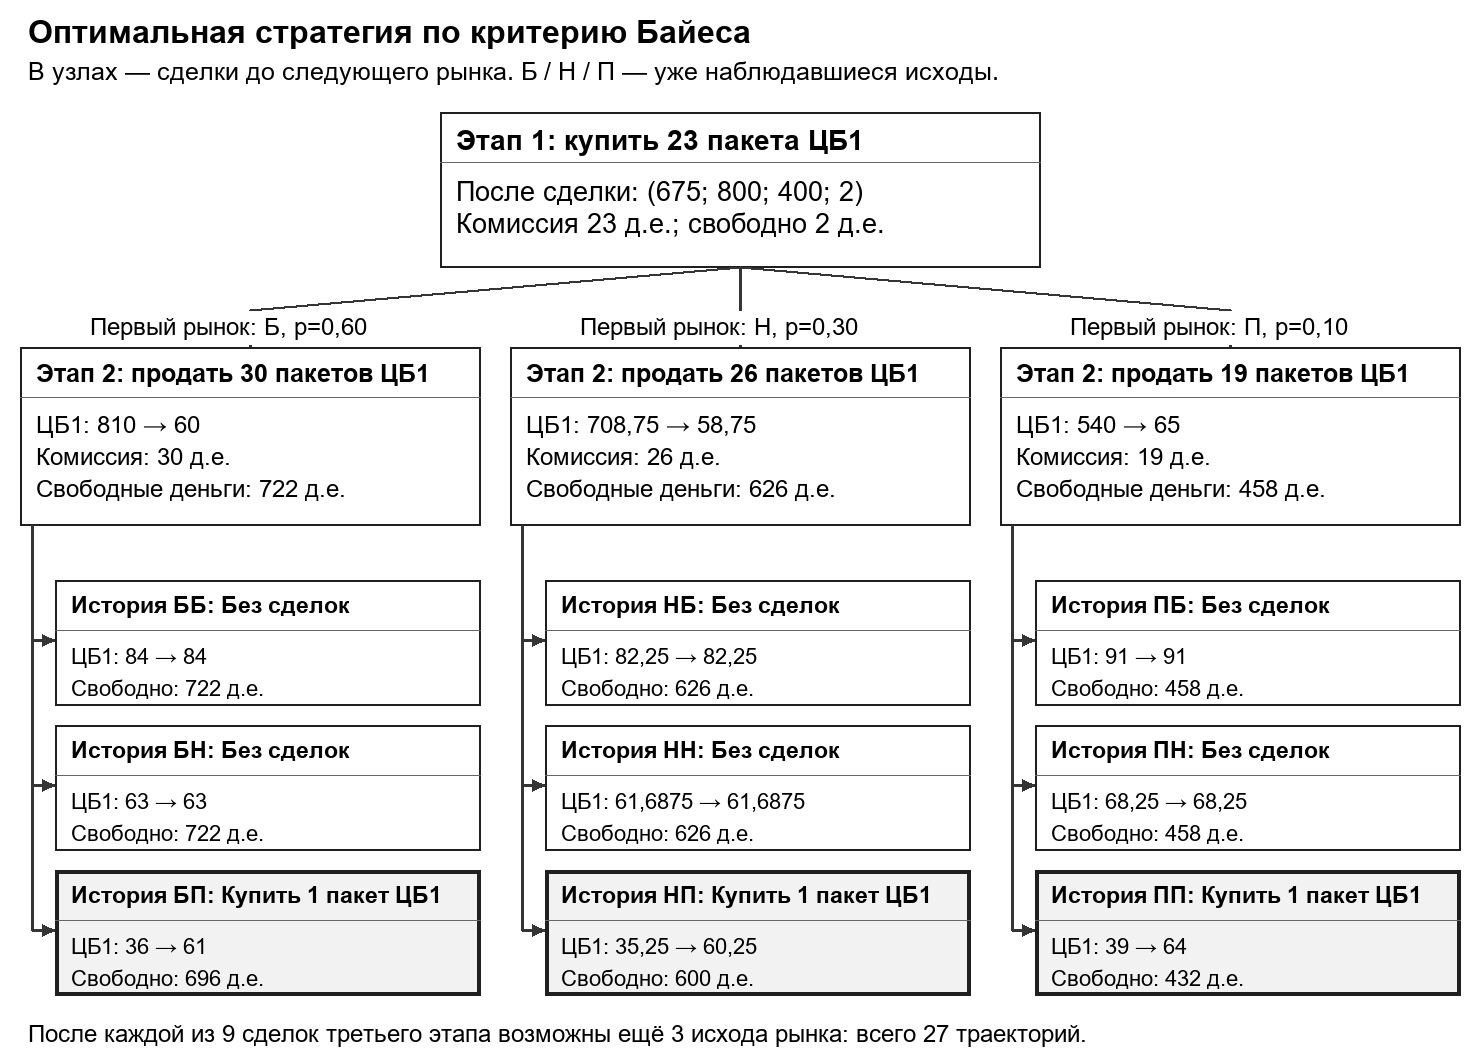 Оптимальная стратегия по критерию Байеса
В узлах — сделки до следующего рынка. Б / Н / П — уже наблюдавшиеся исходы.
Этап 1: купить 23 пакета ЦБ1
После сделки: (675; 800; 400; 2)
Комиссия 23 д.е.; свободно 2 д.е.
Первый рынок: Б, p=0,60
Этап 2: продать 30 пакетов ЦБ1
ЦБ1: 810 → 60
Комиссия: 30 д.е.
Свободные деньги: 722 д.е.
История ББ: Без сделок
ЦБ1: 84 → 84
Свободно: 722 д.е.
История БН: Без сделок
ЦБ1: 63 → 63
Свободно: 722 д.е.
История БП: Купить 1 пакет ЦБ1
ЦБ1: 36 → 61
Свободно: 696 д.е.
Первый рынок: Н, p=0,30
Этап 2: продать 26 пакетов ЦБ1
ЦБ1: 708,75 → 58,75
Комиссия: 26 д.е.
Свободные деньги: 626 д.е.
История НБ: Без сделок
ЦБ1: 82,25 → 82,25
Свободно: 626 д.е.
История НН: Без сделок
ЦБ1: 61,6875 → 61,6875
Свободно: 626 д.е.
История НП: Купить 1 пакет ЦБ1
ЦБ1: 35,25 → 60,25
Свободно: 600 д.е.
Первый рынок: П, p=0,10
Этап 2: продать 19 пакетов ЦБ1
ЦБ1: 540 → 65
Комиссия: 19 д.е.
Свободные деньги: 458 д.е.
История ПБ: Без сделок
ЦБ1: 91 → 91
Свободно: 458 д.е.
История ПН: Без сделок
ЦБ1: 68,25 → 68,25
Свободно: 458 д.е.
История ПП: Купить 1 пакет ЦБ1
ЦБ1: 39 → 64
Свободно: 432 д.е.
После каждой из 9 сделок третьего этапа возможны ещё 3 исхода рынка: всего 27 траекторий.